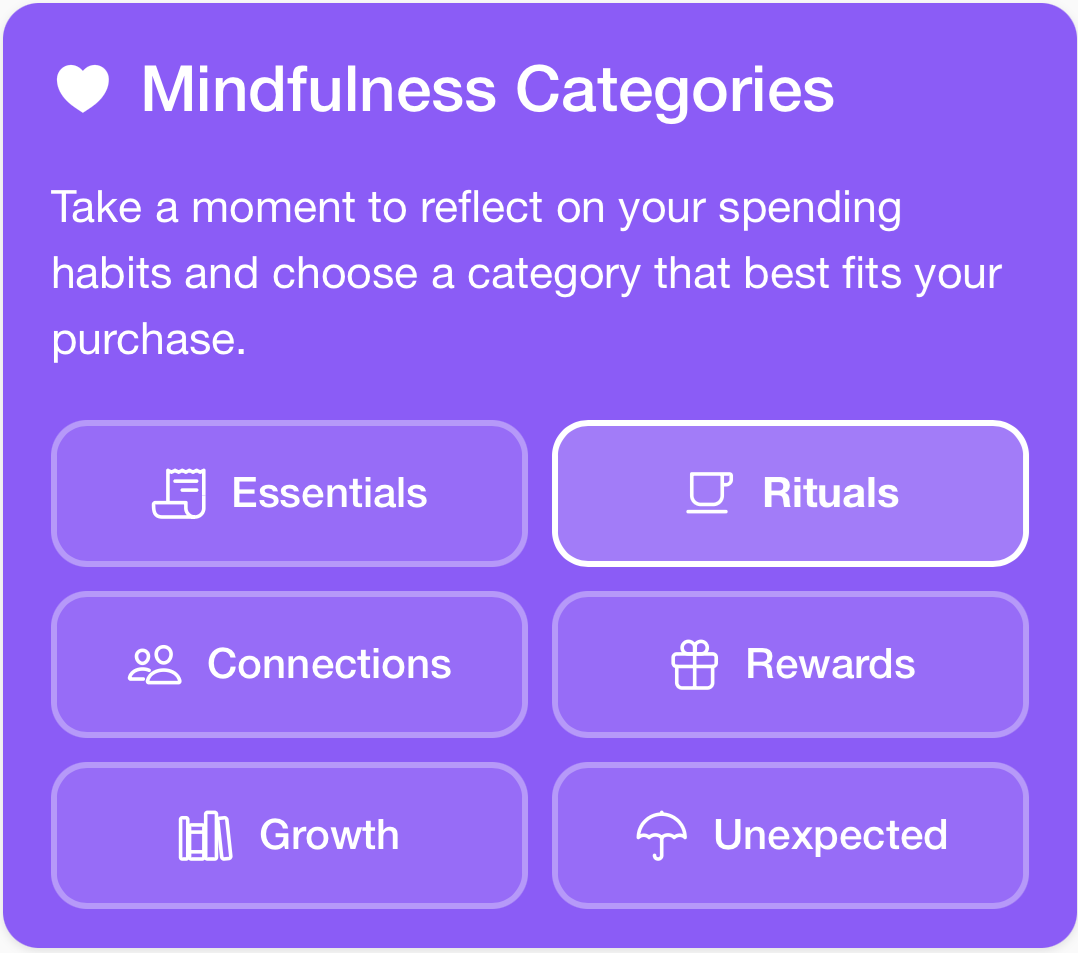 Mindfulness Categories
Take a moment to reflect on your spending
habits and choose a category that best fits your
purchase.
Essentials
Rituals
Connections
Rewards
Growth
Unexpected